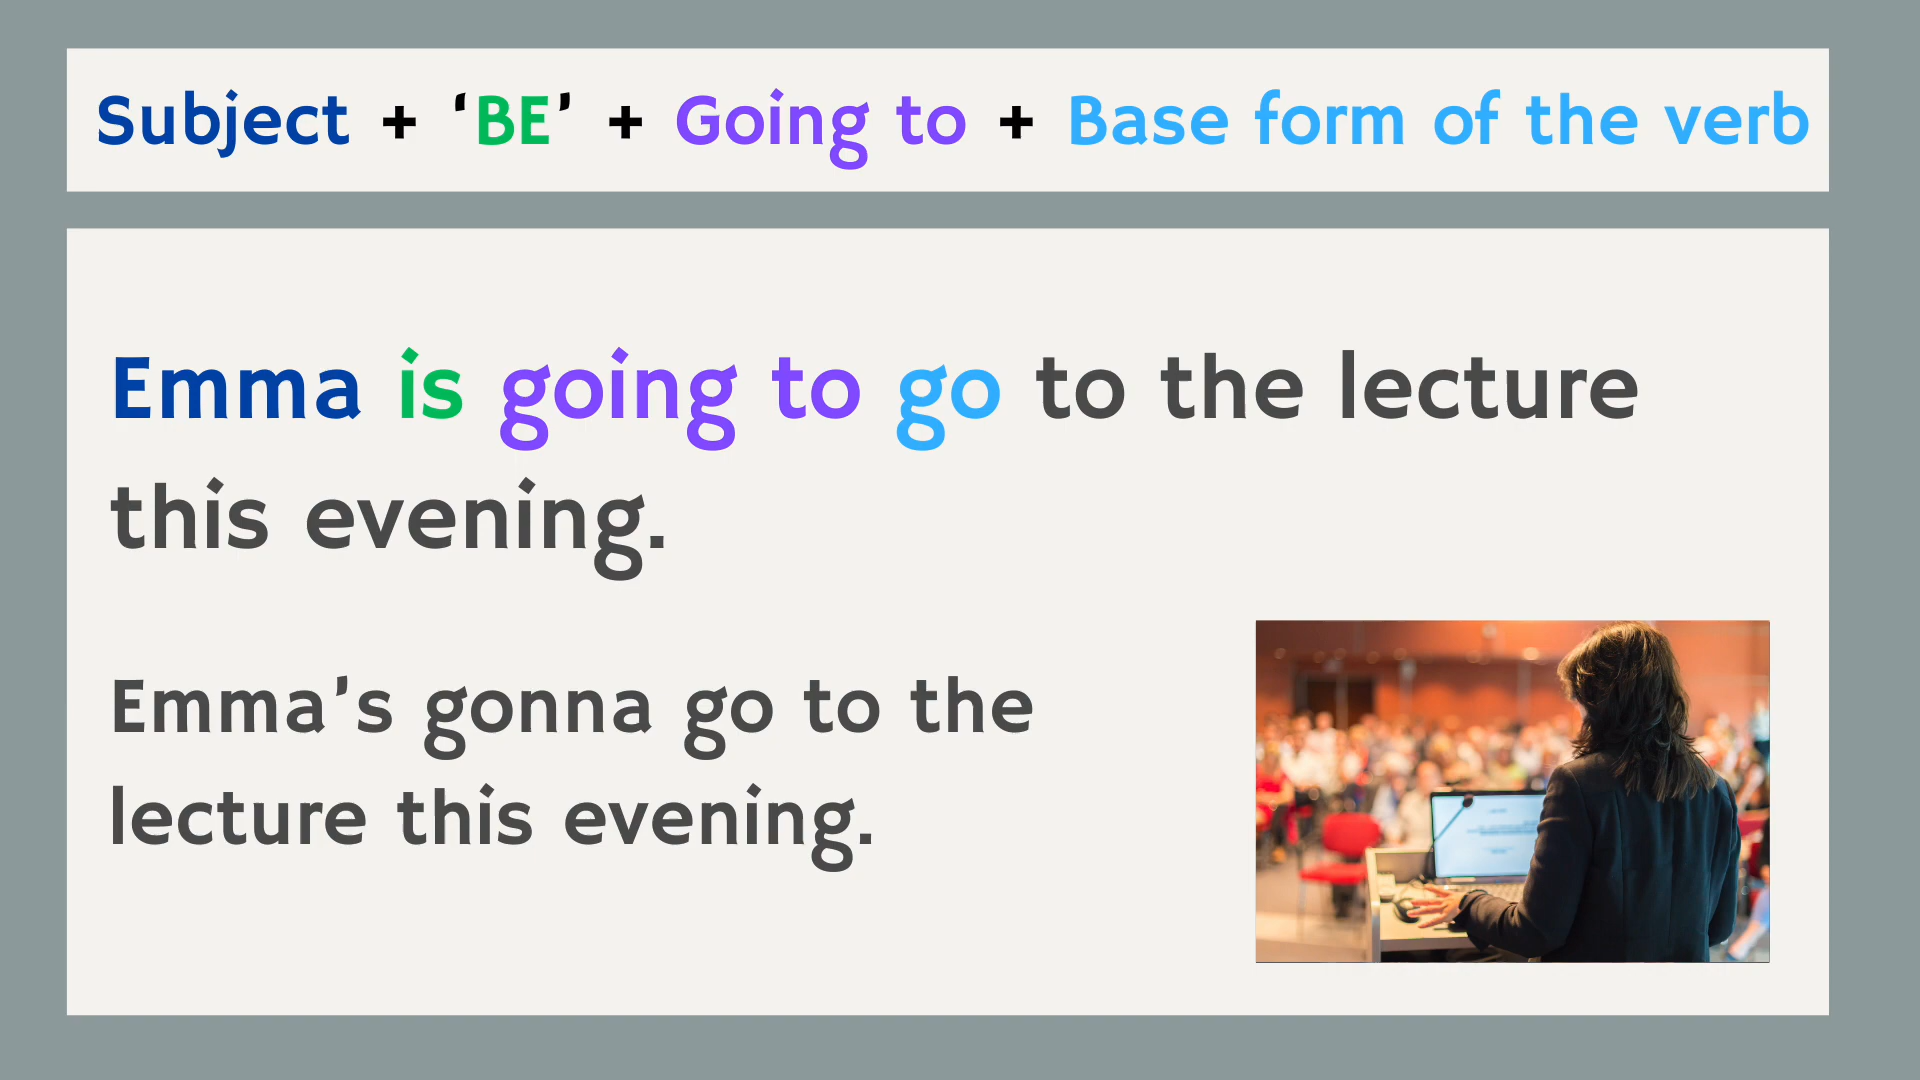 Subject + ‘BE’ + Going to + Base form of the verb
Emma is going to go to the lecture
this evening.
Emma’s gonna go to the
lecture this evening.